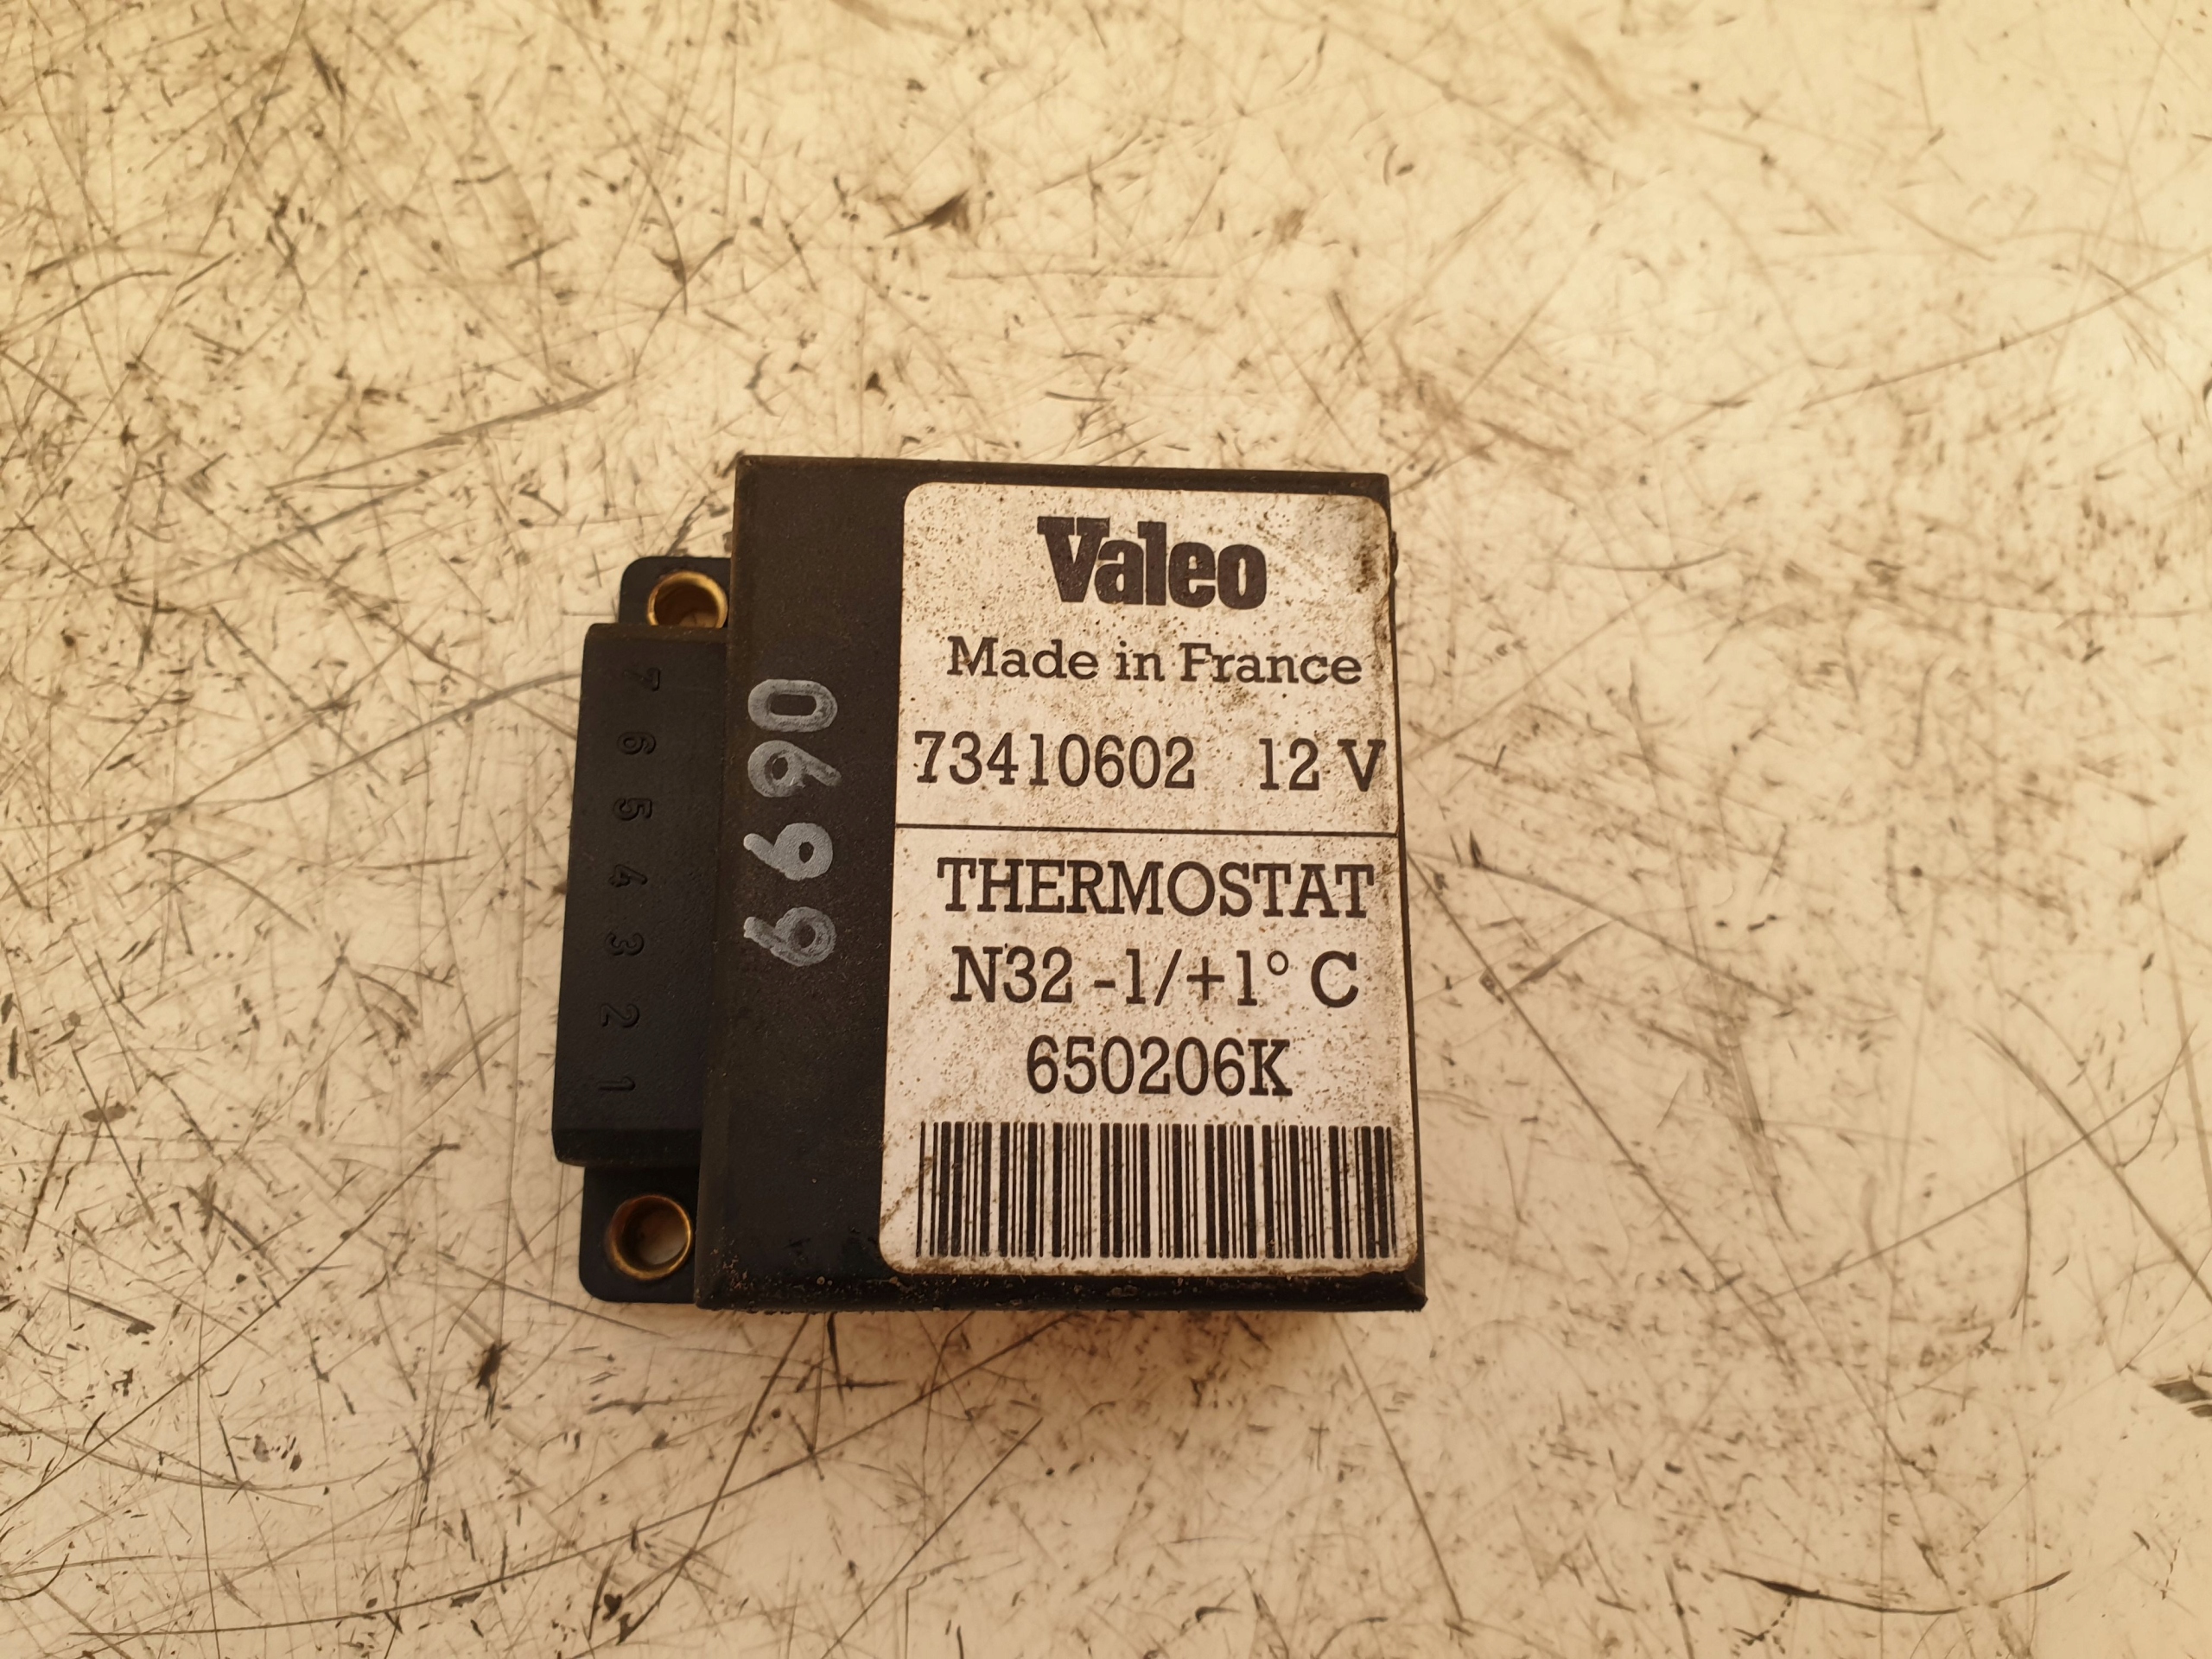 Valeo
Made in France
73410602 12 V
THERMOSTAT
N32 -1/+1° C
650206K
6690
7 6 5 4 3 2 1